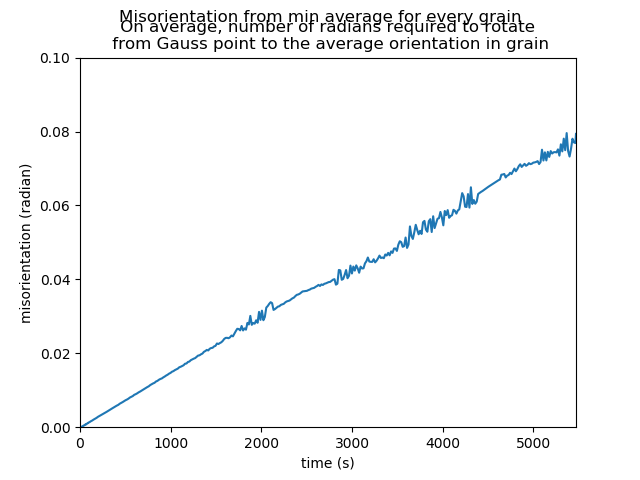 Misorientation from min average for every grain
On average, number of radians required to rotate
from Gauss point to the average orientation in grain
0.10
0.08
0.06
0.04
0.02
0.00
misorientation (radian)
0 1000 2000 3000 4000 5000
time (s)